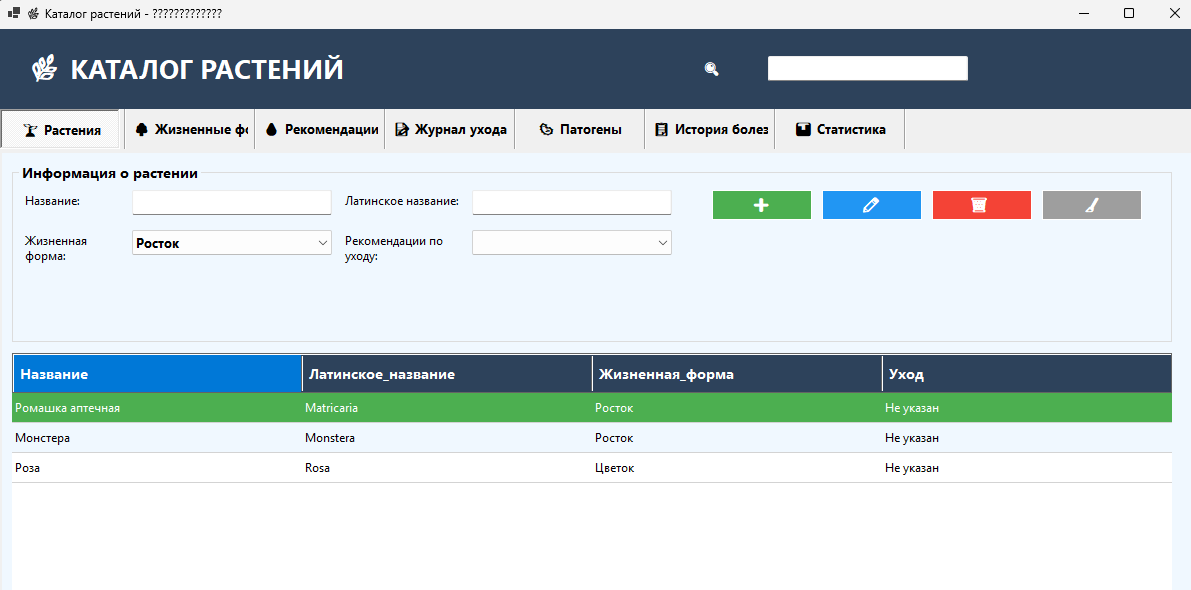 Каталог растений - ?????????????
КАТАЛОГ РАСТЕНИЙ
Растения
Жизненные фо
Рекомендации
Журнал ухода
Патогены
История болез
Статистика
Информация о растении
Название:
Латинское название:
Жизненная форма:
Росток
Рекомендации по уходу:
Название Латинское_название Жизненная_форма Уход
Ромашка аптечная Matricaria Росток Не указан
Монстера Monstera Росток Не указан
Роза Rosa Цветок Не указан